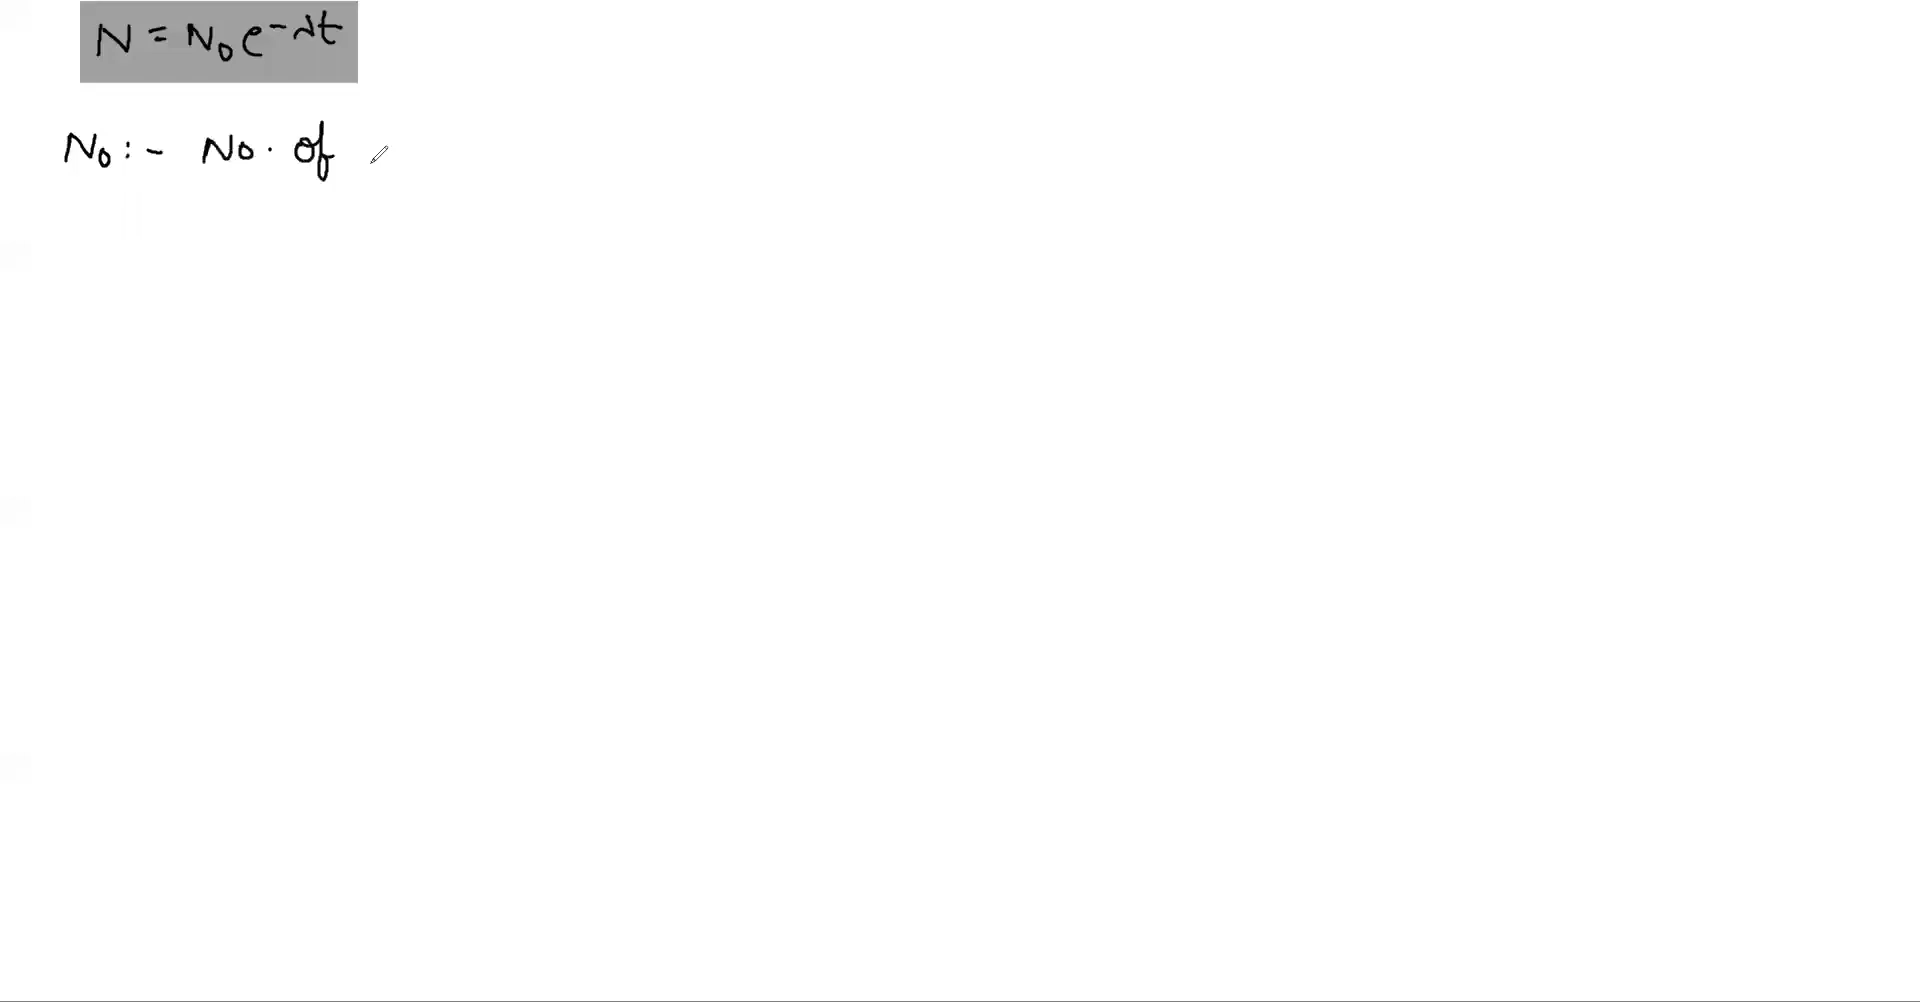 N = N₀e^{-λt}
N₀ :- No. of